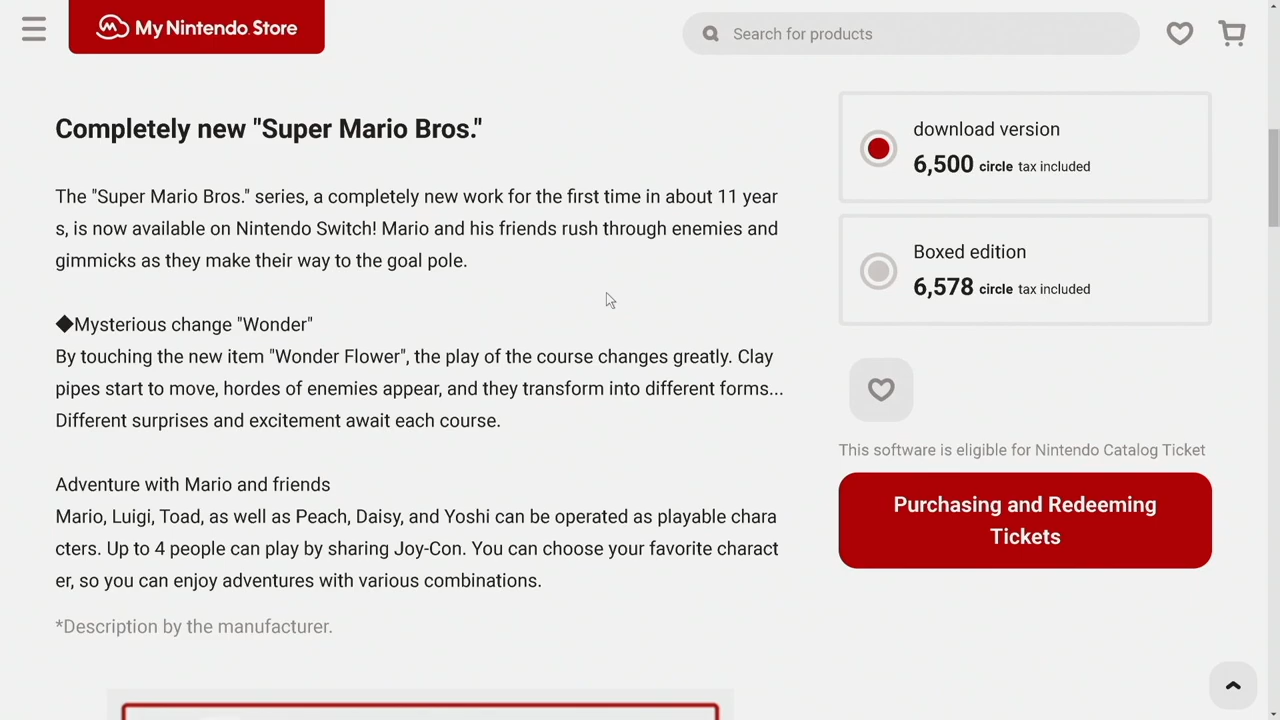 My Nintendo Store
Search for products
Completely new "Super Mario Bros."
The "Super Mario Bros." series, a completely new work for the first time in about 11 year
s, is now available on Nintendo Switch! Mario and his friends rush through enemies and
gimmicks as they make their way to the goal pole.
◆Mysterious change "Wonder"
By touching the new item "Wonder Flower", the play of the course changes greatly. Clay
pipes start to move, hordes of enemies appear, and they transform into different forms...
Different surprises and excitement await each course.
Adventure with Mario and friends
Mario, Luigi, Toad, as well as Peach, Daisy, and Yoshi can be operated as playable chara
cters. Up to 4 people can play by sharing Joy-Con. You can choose your favorite charact
er, so you can enjoy adventures with various combinations.
*Description by the manufacturer.
download version
6,500 circle tax included
Boxed edition
6,578 circle tax included
This software is eligible for Nintendo Catalog Ticket
Purchasing and Redeeming
Tickets